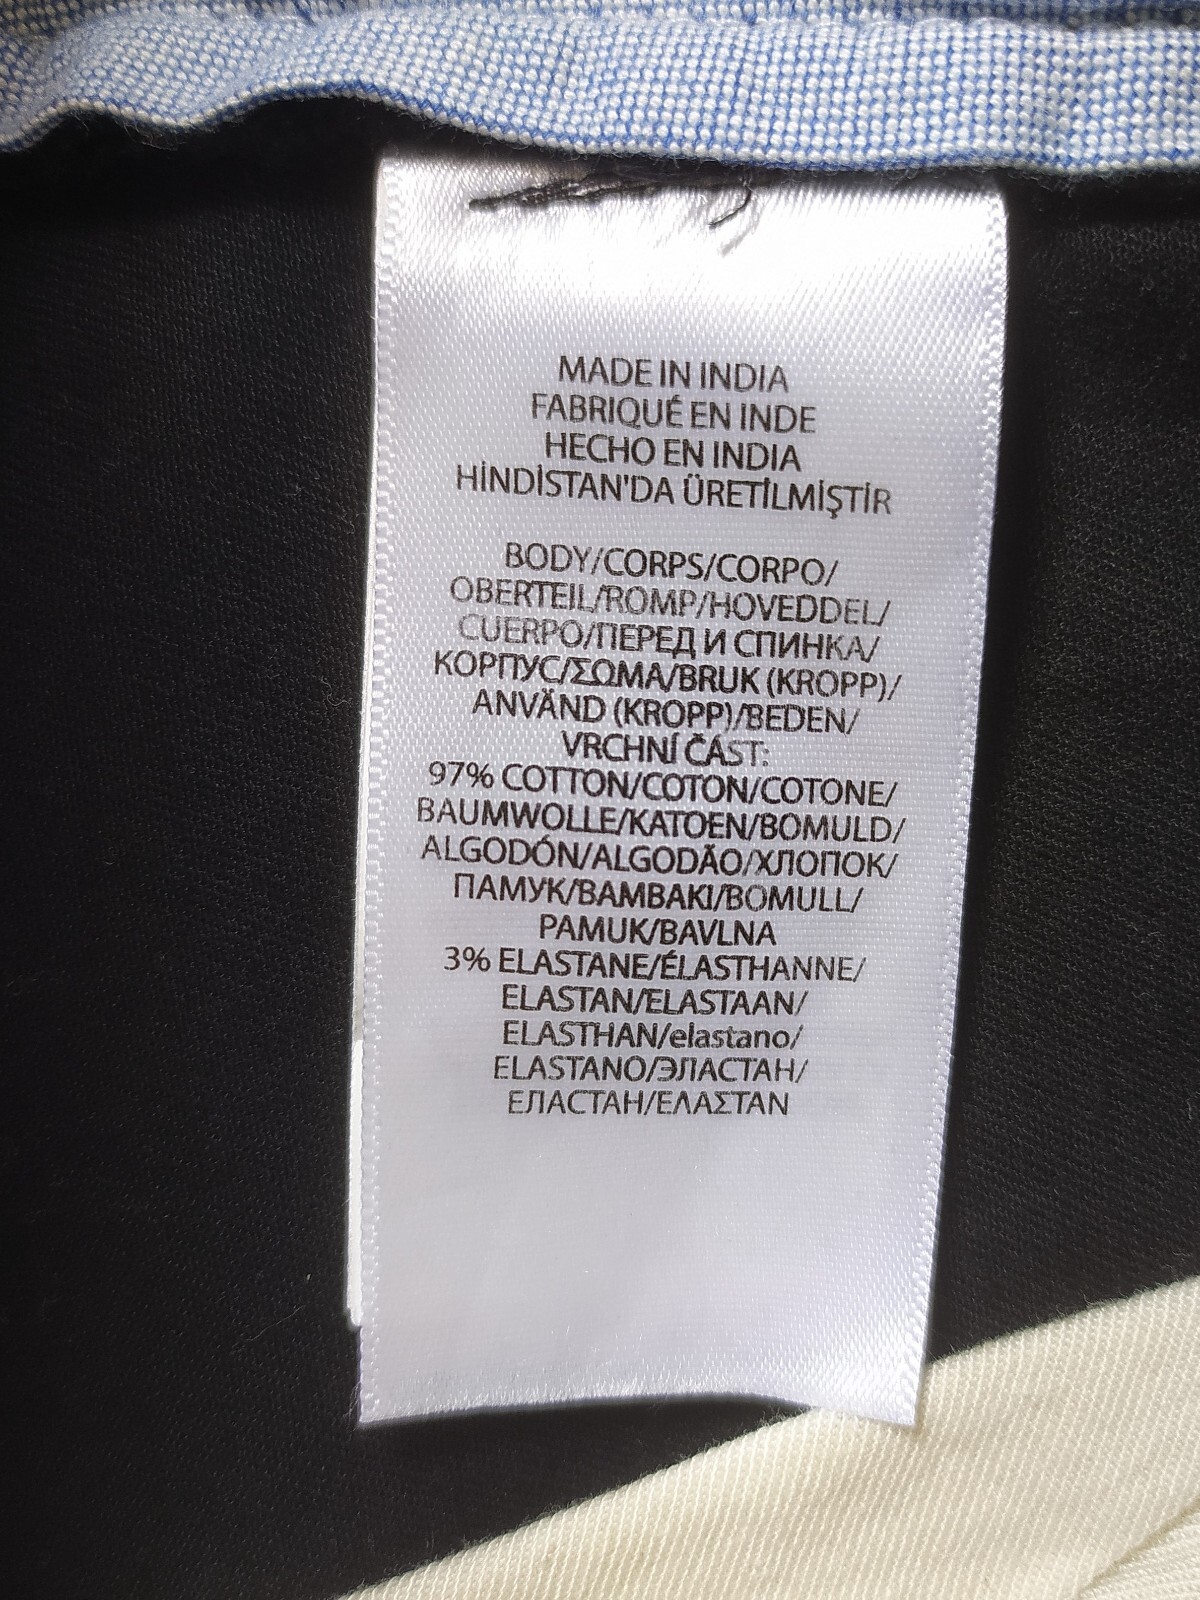 MADE IN INDIA
FABRIQUÉ EN INDE
HECHO EN INDIA
HİNDİSTAN'DA ÜRETİLMİŞTİR
BODY/CORPS/CORPO/
OBERTEIL/ROMP/HOVEDDEL/
CUERPO/ПЕРЕД И СПИНКА/
КОРПУС/ΣΩΜΑ/BRUK (KROPP)/
ANVÄND (KROPP)/BEDEN/
VRCHNÍ ČÁST:
97% COTTON/COTON/COTONE/
BAUMWOLLE/KATOEN/BOMULD/
ALGODÓN/ALGODÃO/ХЛОПОК/
ПАМУК/BAMBAKI/BOMULL/
PAMUK/BAVLNA
3% ELASTANE/ÉLASTHANNE/
ELASTAN/ELASTAAN/
ELASTHAN/elastano/
ELASTANO/ЭЛАСТАН/
ЕЛАСТАН/ΕΛΑΣΤΑΝ